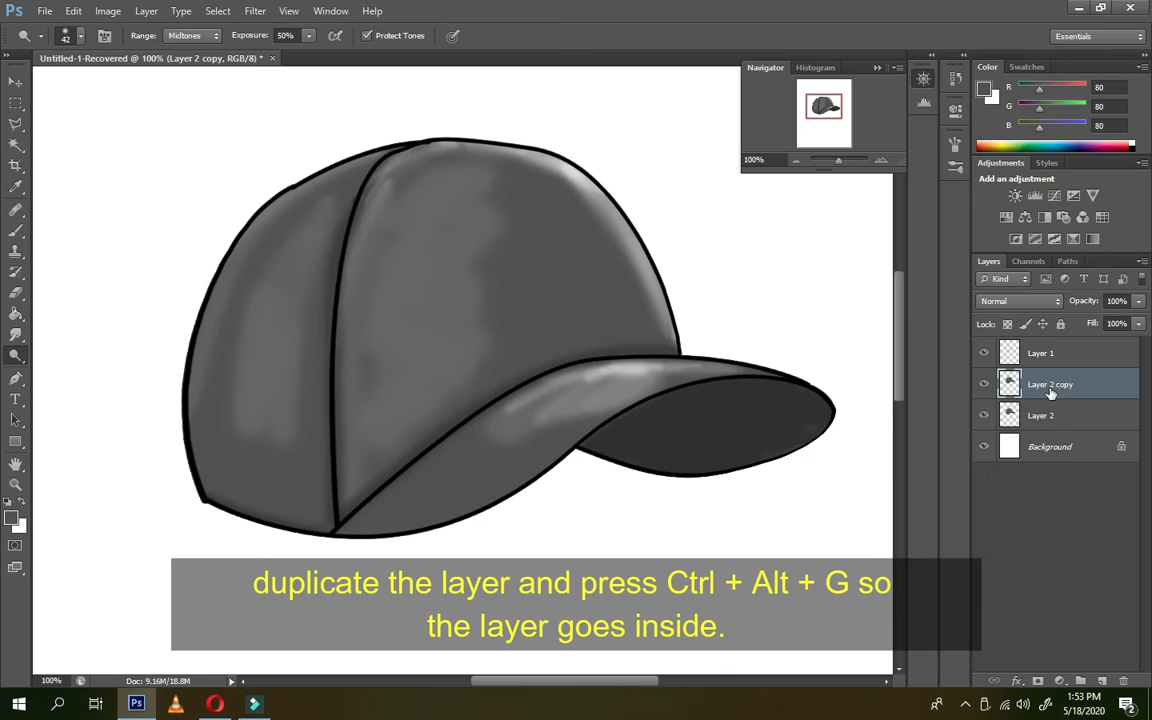 Ps File Edit Image Layer Type Select Filter View Window Help
42 Range: Midtones Exposure: 50% Protect Tones Essentials
Untitled-1-Recovered @ 100% (Layer 2 copy, RGB/8) * ×
Navigator Histogram
100%
Color Swatches
R 80
G 80
B 80
Adjustments Styles
Add an adjustment
Layers Channels Paths
Kind
Normal Opacity: 100%
Lock: Fill: 100%
Layer 1
Layer 2 copy
Layer 2
Background
duplicate the layer and press Ctrl + Alt + G so
the layer goes inside.
100% Doc: 9.16M/18.8M
fx
1:53 PM
5/18/2020
2